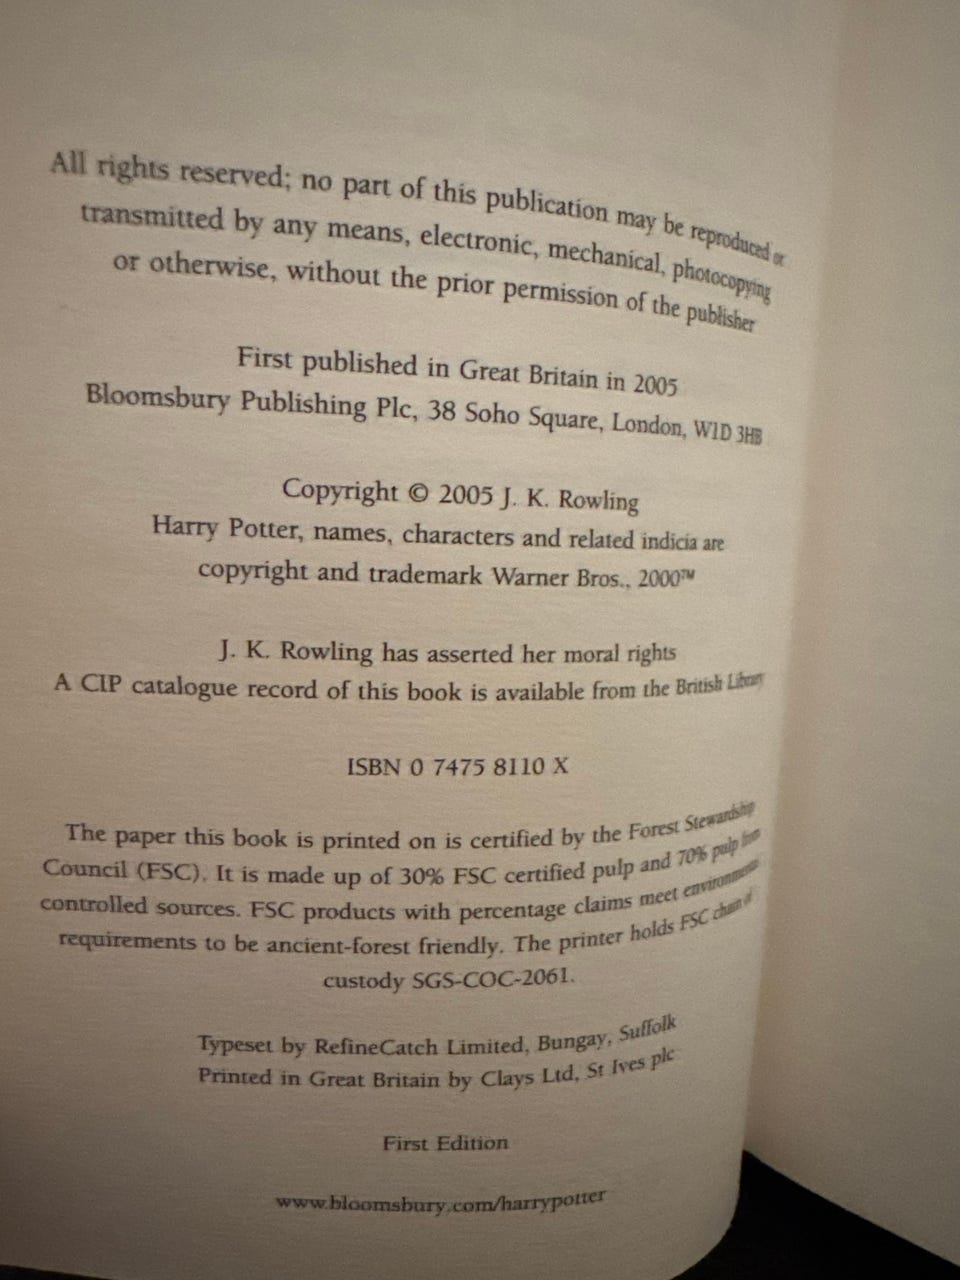 All rights reserved; no part of this publication may be reproduced or
transmitted by any means, electronic, mechanical, photocopying
or otherwise, without the prior permission of the publisher
First published in Great Britain in 2005
Bloomsbury Publishing Plc, 38 Soho Square, London, W1D 3HB
Copyright © 2005 J. K. Rowling
Harry Potter, names, characters and related indicia are
copyright and trademark Warner Bros., 2000™
J. K. Rowling has asserted her moral rights
A CIP catalogue record of this book is available from the British Library
ISBN 0 7475 8110 X
The paper this book is printed on is certified by the Forest Stewardship
Council (FSC). It is made up of 30% FSC certified pulp and 70% pulp from
controlled sources. FSC products with percentage claims meet environmental
requirements to be ancient-forest friendly. The printer holds FSC chain of
custody SGS-COC-2061.
Typeset by RefineCatch Limited, Bungay, Suffolk
Printed in Great Britain by Clays Ltd, St Ives plc
First Edition
www.bloomsbury.com/harrypotter